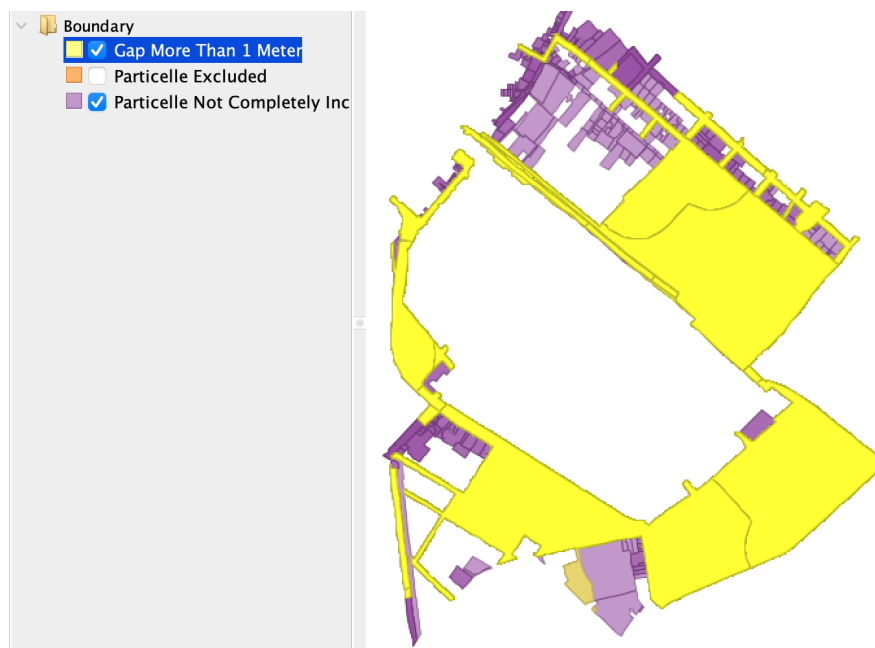 Boundary
Gap More Than 1 Meter
Particelle Excluded
Particelle Not Completely Inc